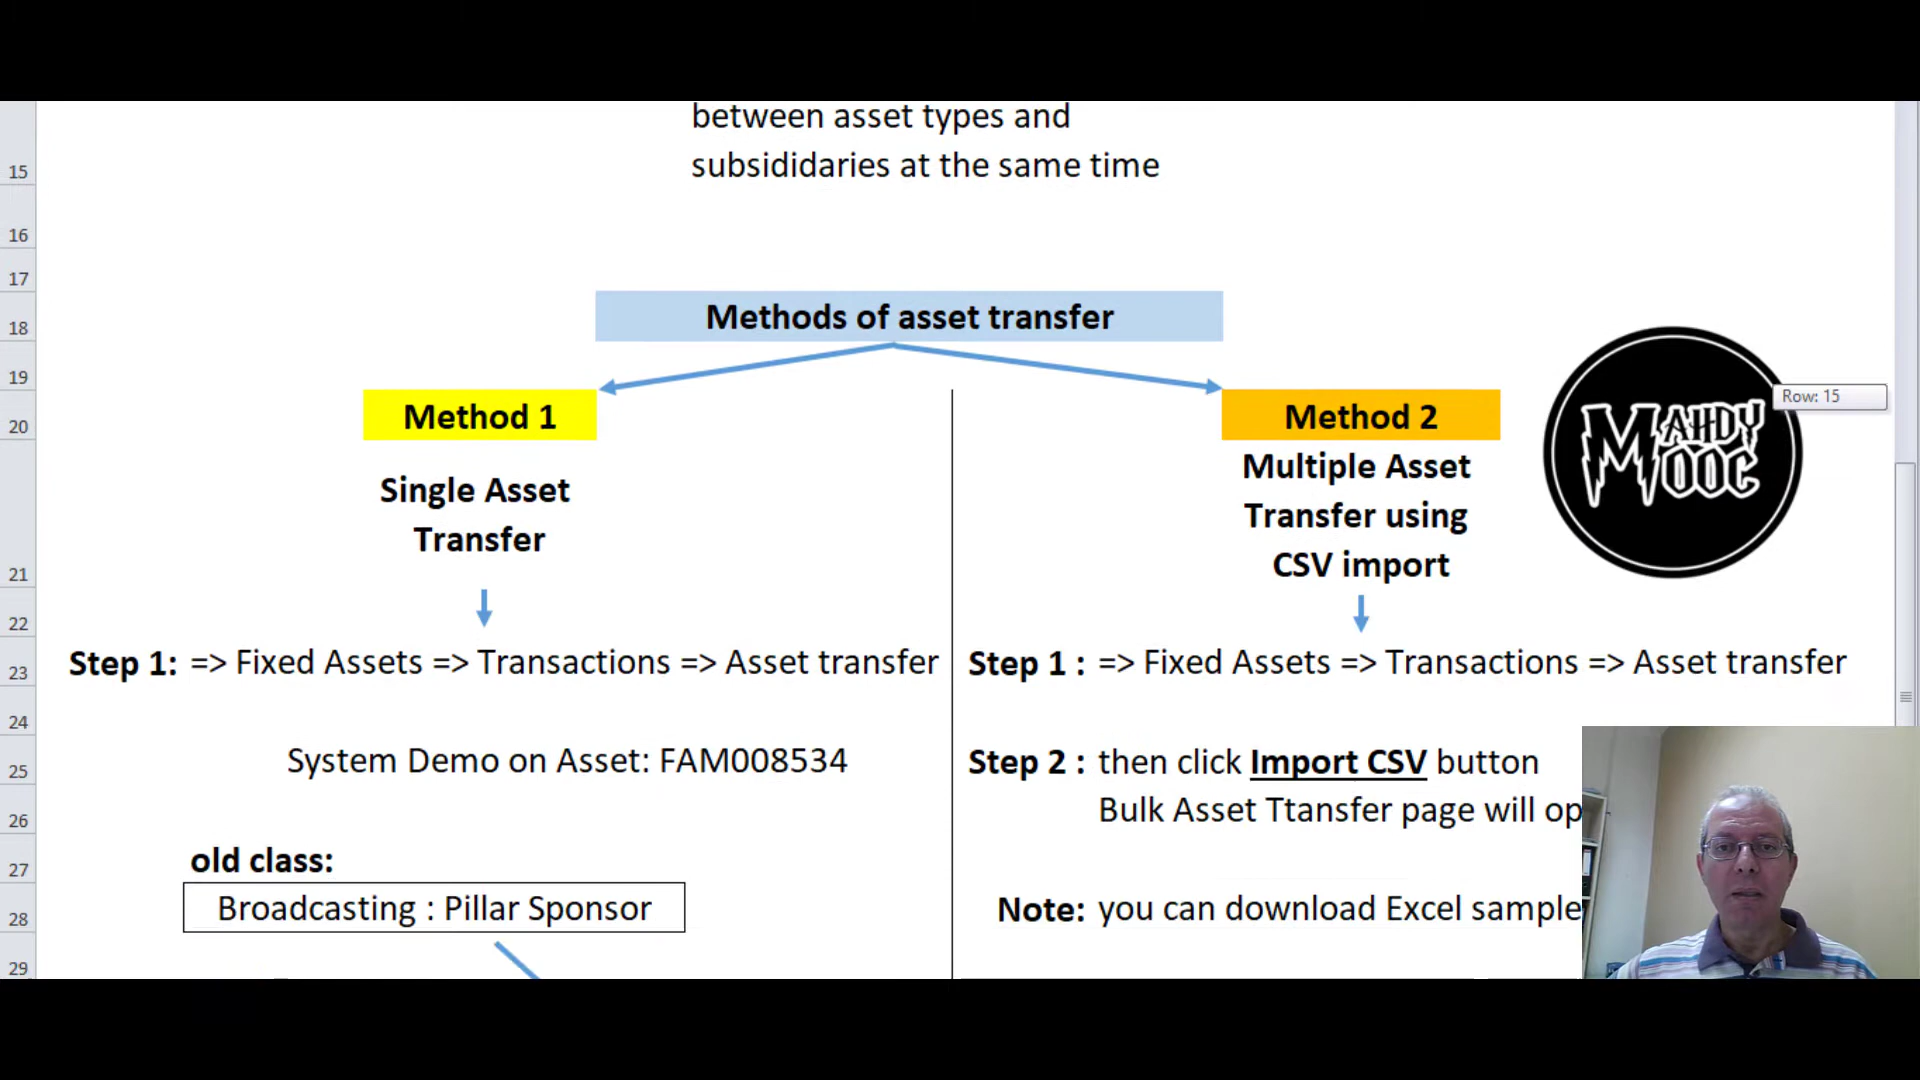 between asset types and
subsididaries at the same time
15
16
17
18
19
20
21
22
23
24
25
26
27
28
29
Methods of asset transfer
Method 1
Single Asset
Transfer
Step 1: => Fixed Assets => Transactions => Asset transfer
System Demo on Asset: FAM008534
old class:
Broadcasting : Pillar Sponsor
Method 2
Multiple Asset
Transfer using
CSV import
Step 1 : => Fixed Assets => Transactions => Asset transfer
Step 2 : then click Import CSV button
Bulk Asset Ttansfer page will op
Note: you can download Excel sample
MAHDY
MOOC
Row: 15